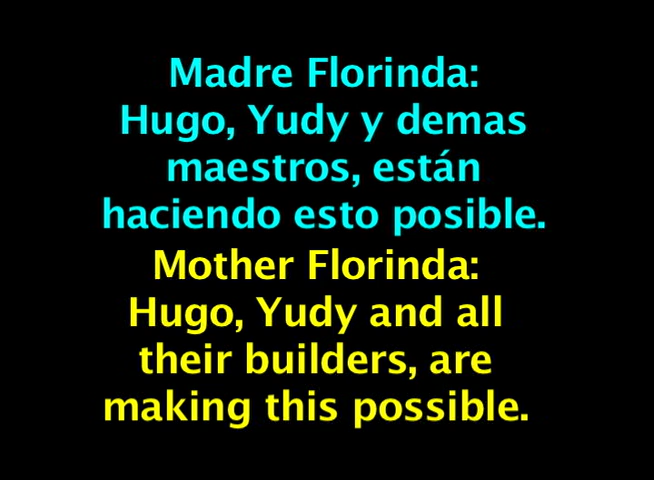 Madre Florinda:
Hugo, Yudy y demas
maestros, están
haciendo esto posible.
Mother Florinda:
Hugo, Yudy and all
their builders, are
making this possible.